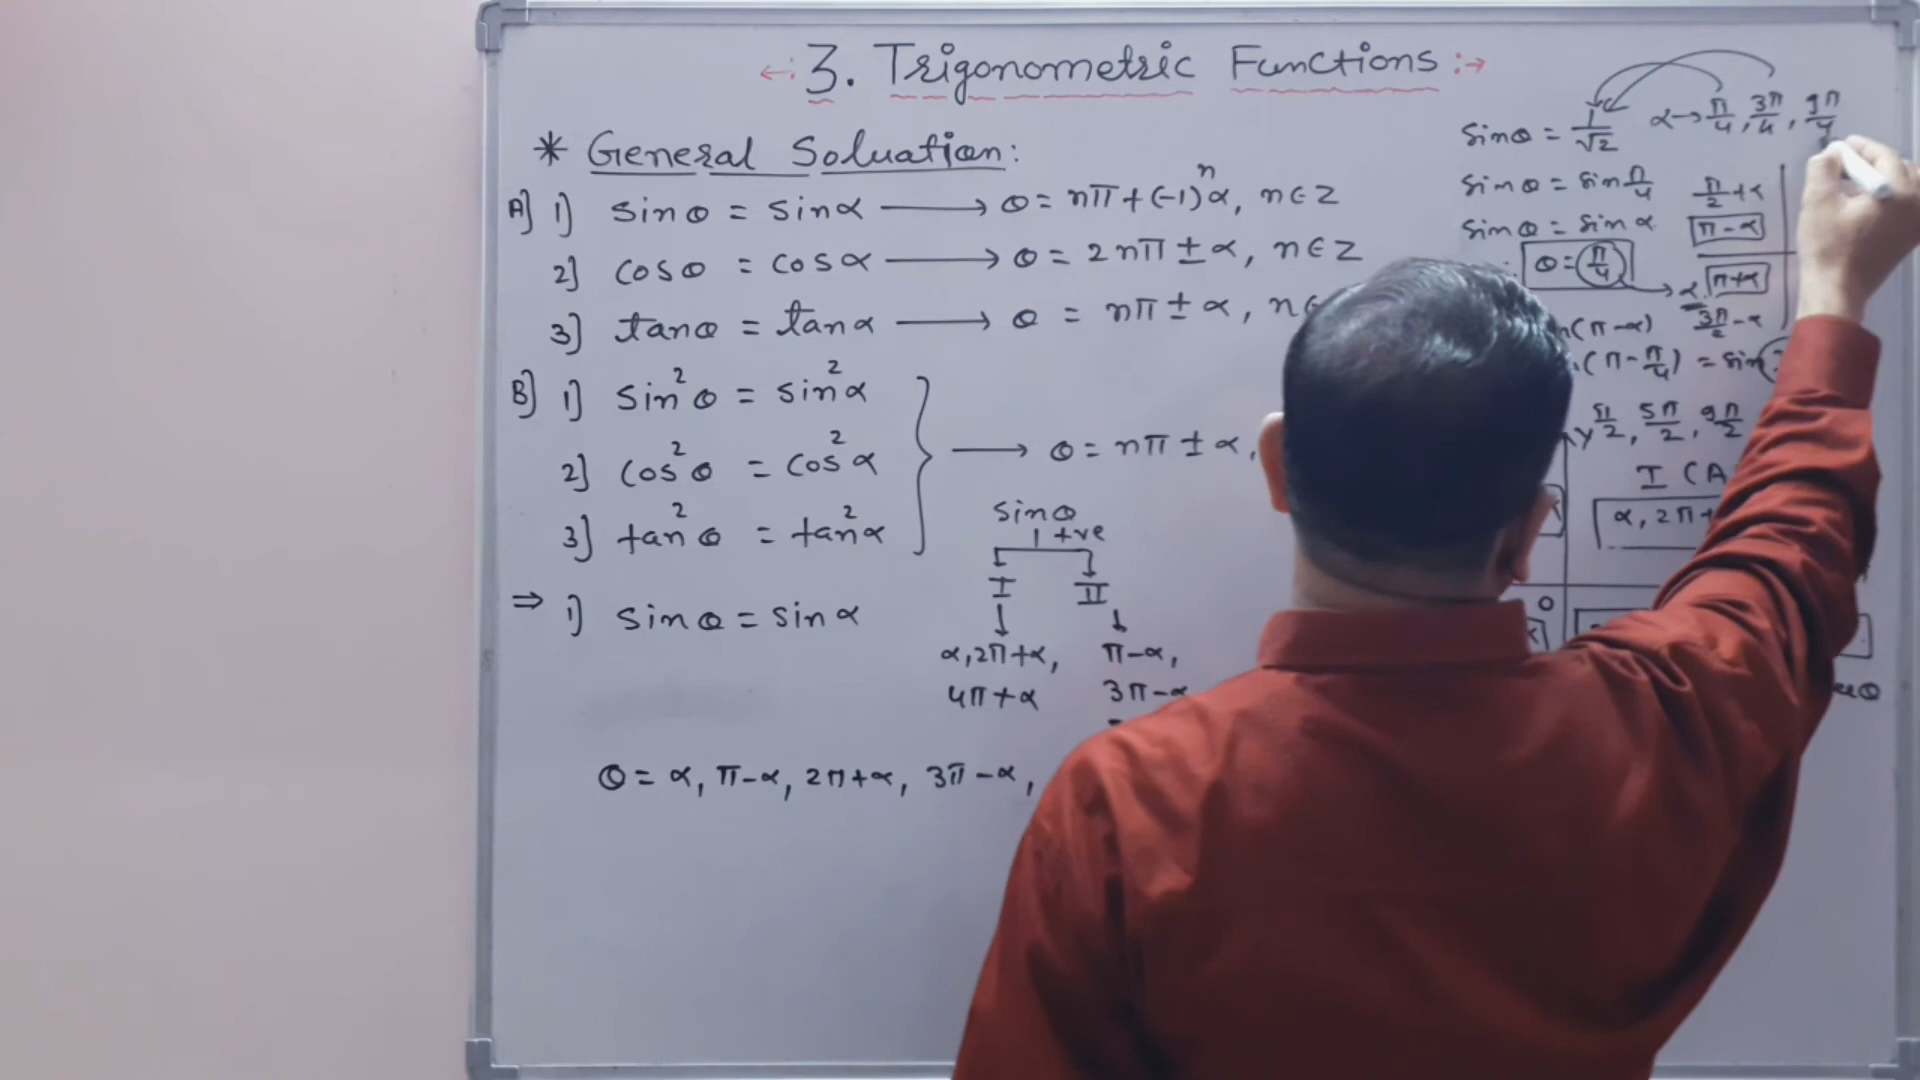 ←: 3. Trigonometric Functions :→
* General Soluation:
A] 1) sinθ = sinα ⟶ θ = nπ + (-1)ⁿα, n∈Z
2] cosθ = cosα ⟶ θ = 2nπ ± α, n∈Z
3] tanθ = tanα ⟶ θ = nπ ± α, n∈
B] 1) sin²θ = sin²α
2] cos²θ = cos²α
3] tan²θ = tan²α
⟶ θ = nπ ± α,
⇒ 1) sinθ = sinα
sinθ
+ve
I II
α, 2π+α, π-α,
4π+α 3π-α
θ = α, π-α, 2π+α, 3π-α,
sinθ = 1/√2 α→ π/4, 3π/4, 9π/4
sinθ = sin π/4
sinθ = sinα
θ = π/4
π/2+α
π-α
α π+α
3π/2-α
(π-α)
(π-π/4) = sin
π/2, 5π/2, 9π/2
y
I (A
α, 2π+
0